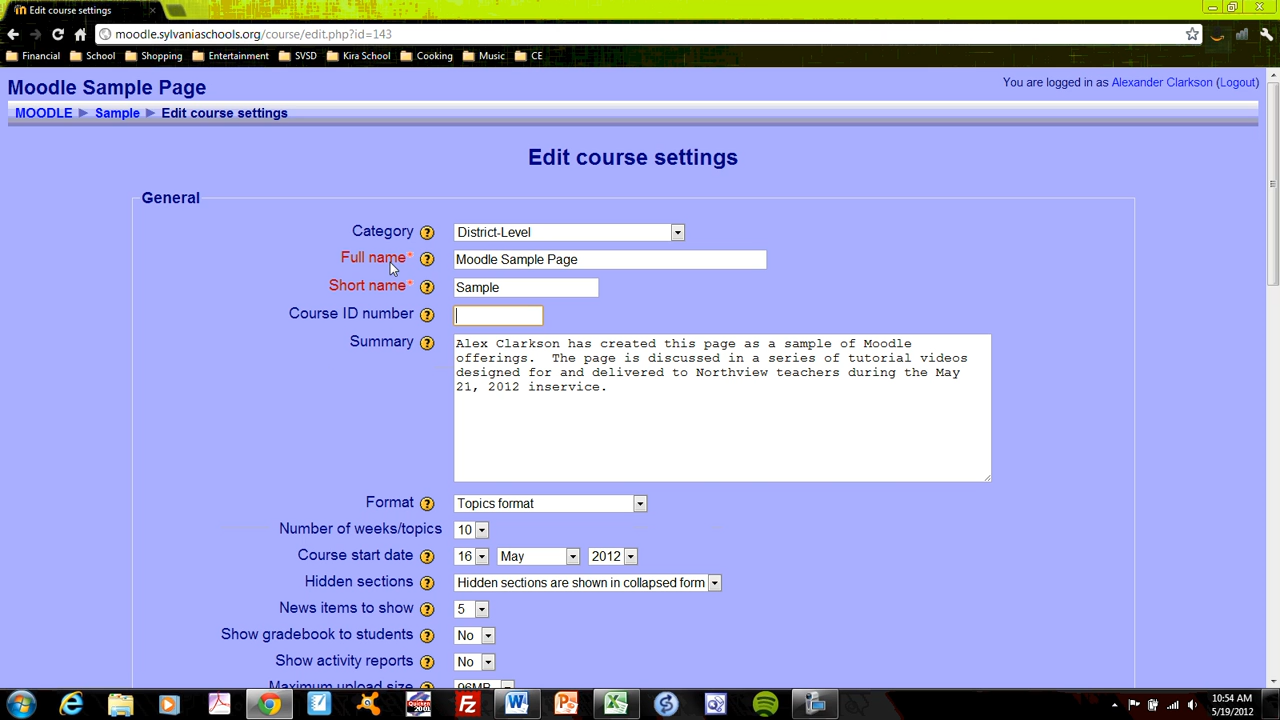 Edit course settings
moodle.sylvaniaschools.org/course/edit.php?id=143
Financial School Shopping Entertainment SVSD Kira School Cooking Music CE
Moodle Sample Page
You are logged in as Alexander Clarkson (Logout)
MOODLE ► Sample ► Edit course settings
Edit course settings
General
Category ? District-Level
Full name* ? Moodle Sample Page
Short name* ? Sample
Course ID number ?
Summary ?
Alex Clarkson has created this page as a sample of Moodle
offerings.  The page is discussed in a series of tutorial videos
designed for and delivered to Northview teachers during the May
21, 2012 inservice.
Format ? Topics format
Number of weeks/topics 10
Course start date ? 16 May 2012
Hidden sections ? Hidden sections are shown in collapsed form
News items to show ? 5
Show gradebook to students ? No
Show activity reports ? No
Maximum upload size ? 96MB
10:54 AM
5/19/2012